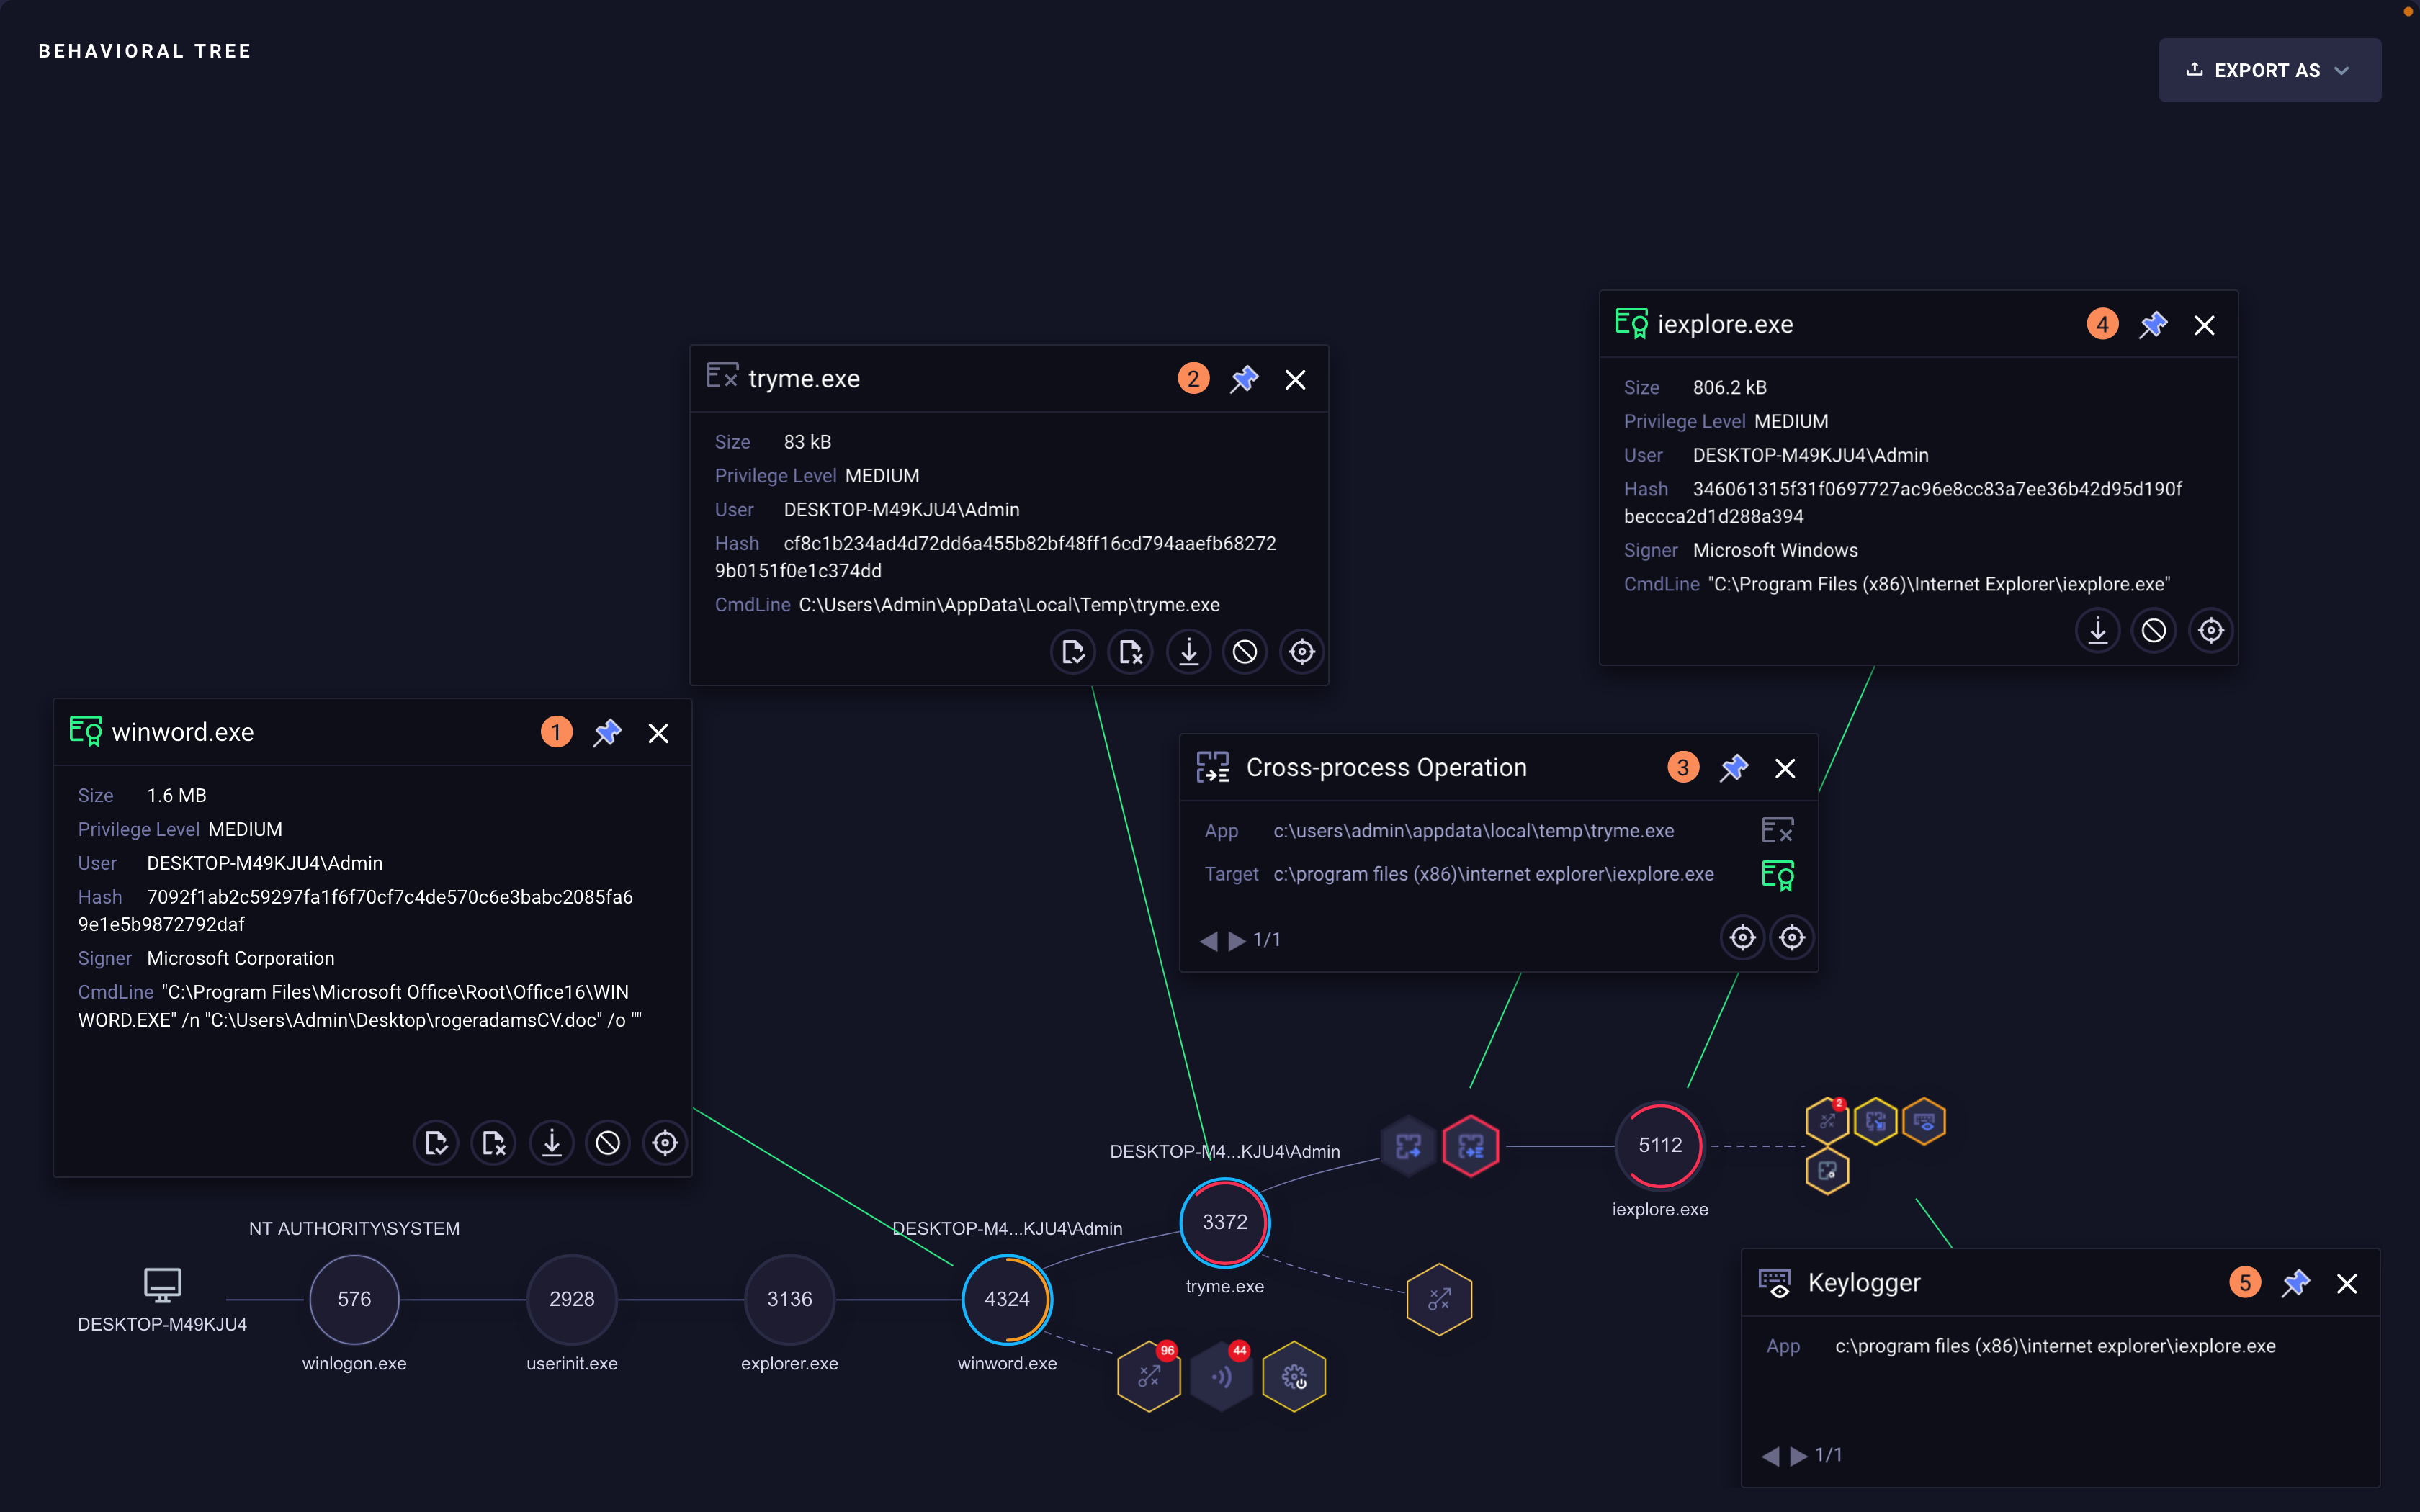 BEHAVIORAL TREE
EXPORT AS
winword.exe
1
Size 1.6 MB
Privilege Level MEDIUM
User DESKTOP-M49KJU4\Admin
Hash 7092f1ab2c59297fa1f6f70cf7c4de570c6e3babc2085fa6
9e1e5b9872792daf
Signer Microsoft Corporation
CmdLine "C:\Program Files\Microsoft Office\Root\Office16\WIN
WORD.EXE" /n "C:\Users\Admin\Desktop\rogeradamsCV.doc" /o ""
tryme.exe
2
Size 83 kB
Privilege Level MEDIUM
User DESKTOP-M49KJU4\Admin
Hash cf8c1b234ad4d72dd6a455b82bf48ff16cd794aaefb68272
9b0151f0e1c374dd
CmdLine C:\Users\Admin\AppData\Local\Temp\tryme.exe
Cross-process Operation
3
App c:\users\admin\appdata\local\temp\tryme.exe
Target c:\program files (x86)\internet explorer\iexplore.exe
1/1
iexplore.exe
4
Size 806.2 kB
Privilege Level MEDIUM
User DESKTOP-M49KJU4\Admin
Hash 346061315f31f0697727ac96e8cc83a7ee36b42d95d190f
beccca2d1d288a394
Signer Microsoft Windows
CmdLine "C:\Program Files (x86)\Internet Explorer\iexplore.exe"
Keylogger
5
App c:\program files (x86)\internet explorer\iexplore.exe
1/1
DESKTOP-M49KJU4
NT AUTHORITY\SYSTEM
576
winlogon.exe
2928
userinit.exe
3136
explorer.exe
DESKTOP-M4...KJU4\Admin
4324
winword.exe
96
44
DESKTOP-M4...KJU4\Admin
3372
tryme.exe
5112
iexplore.exe
2